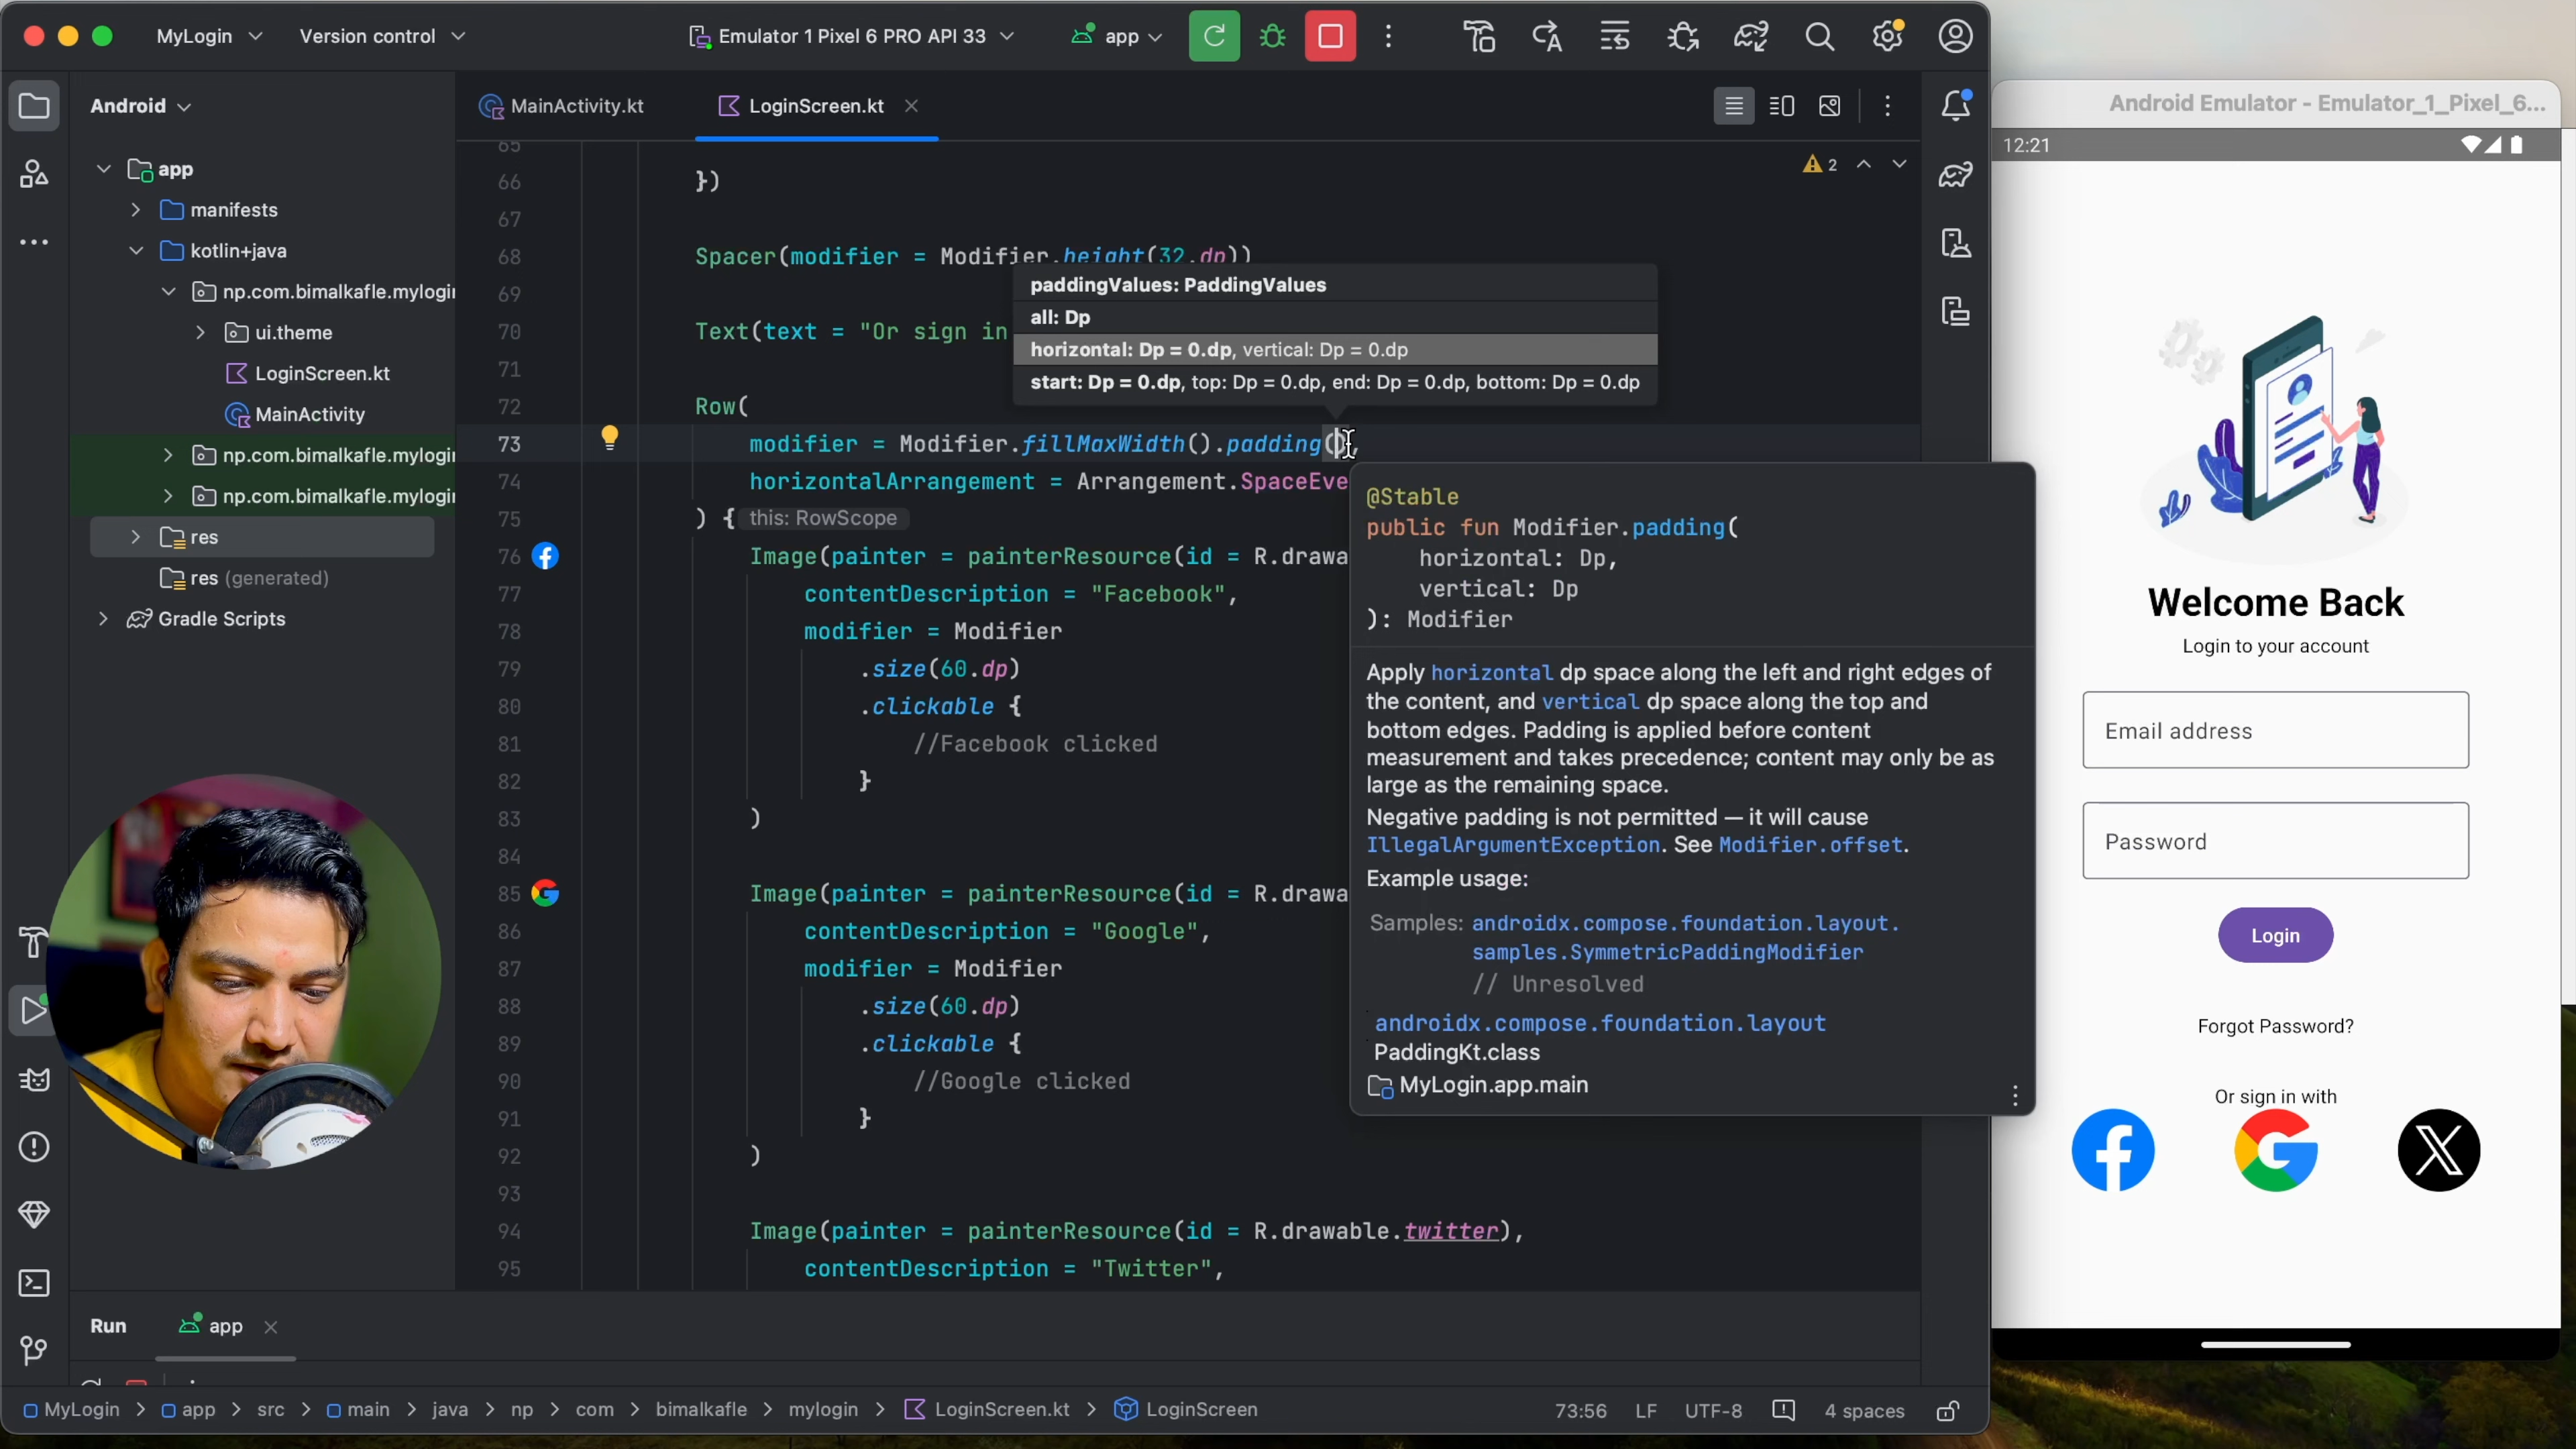 MyLogin
Version control
Emulator 1 Pixel 6 PRO API 33
app
Android
MainActivity.kt
LoginScreen.kt
app
manifests
kotlin+java
np.com.bimalkafle.mylogin
ui.theme
LoginScreen.kt
MainActivity
np.com.bimalkafle.mylogin
np.com.bimalkafle.mylogin
res
res (generated)
Gradle Scripts
2
65
66 })
67
68 Spacer(modifier = Modifier.height(32.dp))
69
70 Text(text = "Or sign in
71
72 Row(
73 modifier = Modifier.fillMaxWidth().padding(),
74 horizontalArrangement = Arrangement.SpaceEve
75 ) { this: RowScope
76 Image(painter = painterResource(id = R.drawa
77 contentDescription = "Facebook",
78 modifier = Modifier
79 .size(60.dp)
80 .clickable {
81 //Facebook clicked
82 }
83 )
84
85 Image(painter = painterResource(id = R.drawa
86 contentDescription = "Google",
87 modifier = Modifier
88 .size(60.dp)
89 .clickable {
90 //Google clicked
91 }
92 )
93
94 Image(painter = painterResource(id = R.drawable.twitter),
95 contentDescription = "Twitter",
paddingValues: PaddingValues
all: Dp
horizontal: Dp = 0.dp, vertical: Dp = 0.dp
start: Dp = 0.dp, top: Dp = 0.dp, end: Dp = 0.dp, bottom: Dp = 0.dp
@Stable
public fun Modifier.padding(
horizontal: Dp,
vertical: Dp
): Modifier
Apply horizontal dp space along the left and right edges of
the content, and vertical dp space along the top and
bottom edges. Padding is applied before content
measurement and takes precedence; content may only be as
large as the remaining space.
Negative padding is not permitted — it will cause
IllegalArgumentException. See Modifier.offset.
Example usage:
Samples: androidx.compose.foundation.layout.
samples.SymmetricPaddingModifier
// Unresolved
androidx.compose.foundation.layout
PaddingKt.class
MyLogin.app.main
Run
app
MyLogin > app > src > main > java > np > com > bimalkafle > mylogin > LoginScreen.kt > LoginScreen
73:56 LF UTF-8 4 spaces
Android Emulator - Emulator_1_Pixel_6...
12:21
Welcome Back
Login to your account
Email address
Password
Login
Forgot Password?
Or sign in with